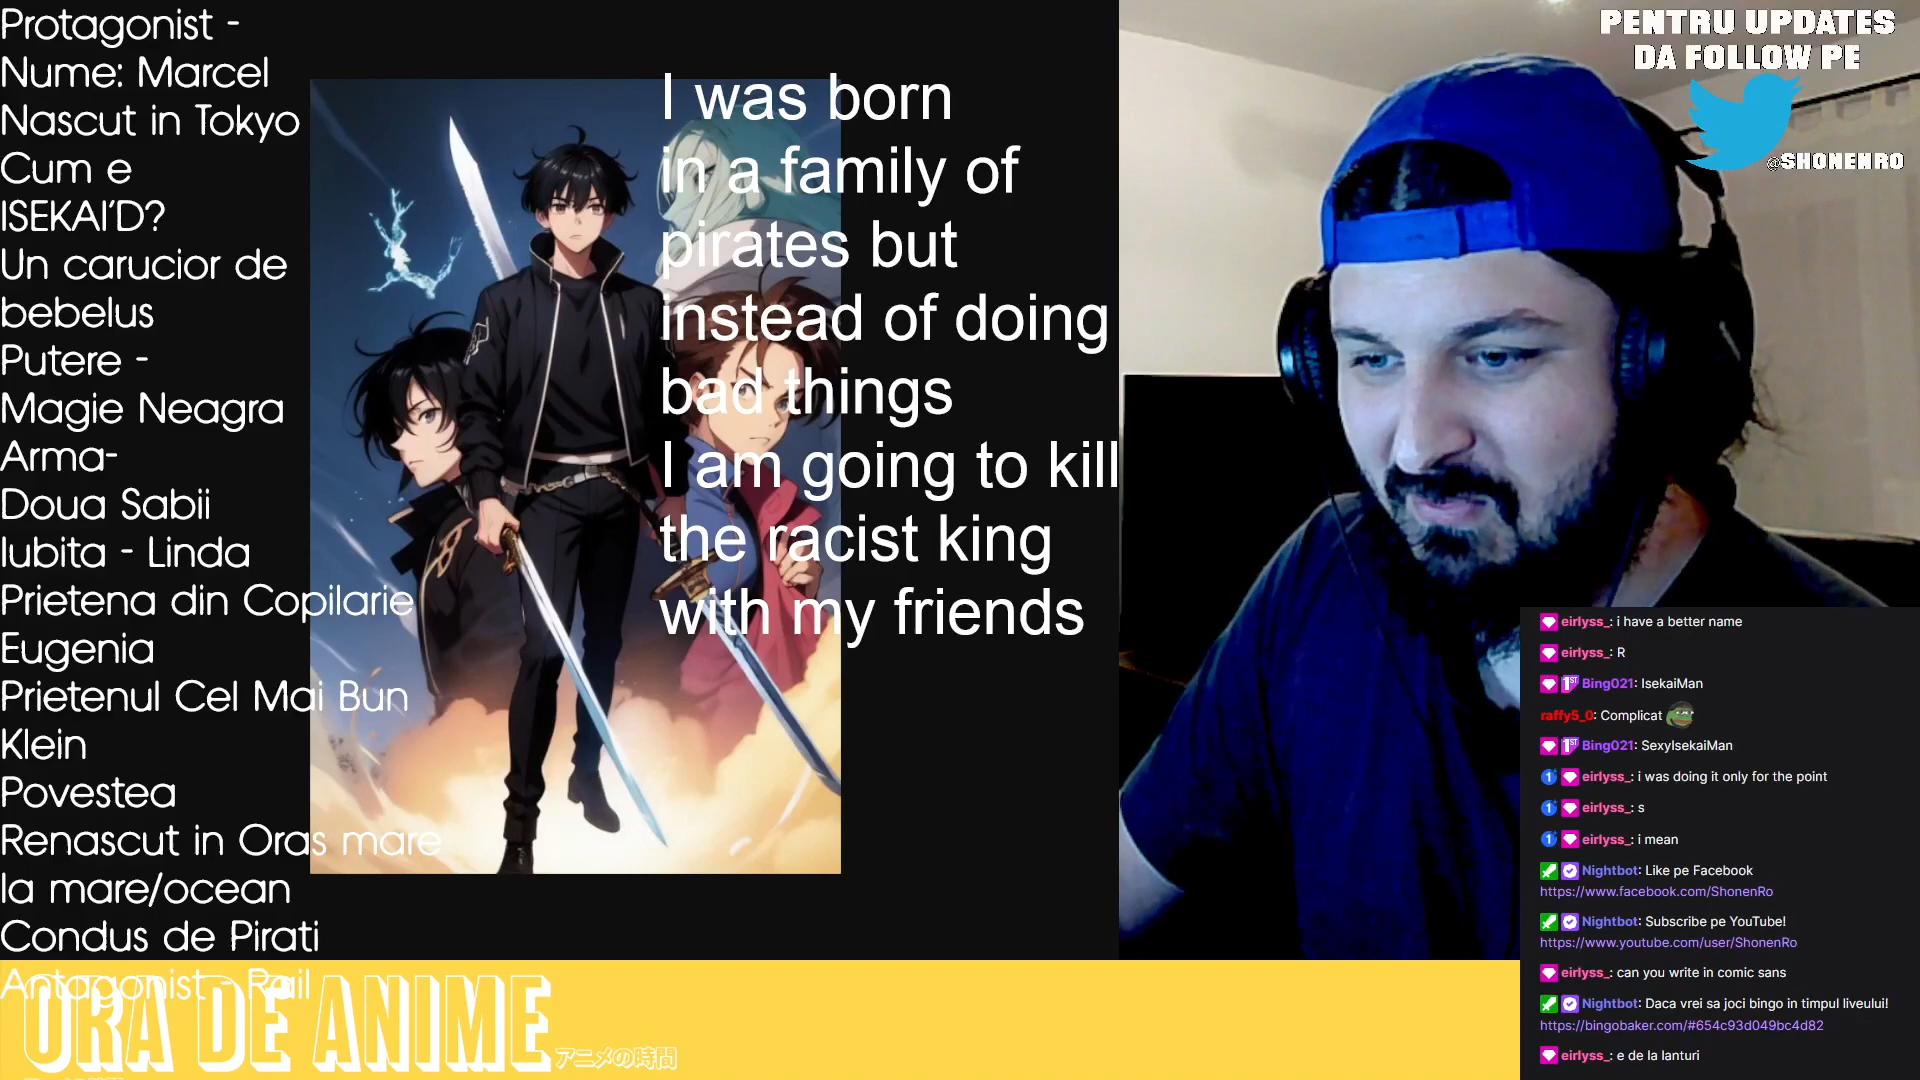 Protagonist -
Nume: Marcel
Nascut in Tokyo
Cum e
ISEKAI'D?
Un carucior de
bebelus
Putere -
Magie Neagra
Arma-
Doua Sabii
Iubita - Linda
Prietena din Copilarie
Eugenia
Prietenul Cel Mai Bun
Klein
Povestea
Renascut in Oras mare
la mare/ocean
Condus de Pirati
Antagonist - Rail
I was born
in a family of
pirates but
instead of doing
bad things
I am going to kill
the racist king
with my friends
PENTRU UPDATES
DA FOLLOW PE
@SHONENRO
eirlyss_: i have a better name
eirlyss_: R
1ST Bing021: IsekaiMan
raffy5_0: Complicat
1ST Bing021: SexyIsekaiMan
1 eirlyss_: i was doing it only for the point
1 eirlyss_: s
1 eirlyss_: i mean
Nightbot: Like pe Facebook
https://www.facebook.com/ShonenRo
Nightbot: Subscribe pe YouTube!
https://www.youtube.com/user/ShonenRo
eirlyss_: can you write in comic sans
Nightbot: Daca vrei sa joci bingo in timpul liveului!
https://bingobaker.com/#654c93d049bc4d82
eirlyss_: e de la lanturi
ORA DE ANIME
アニメの時間